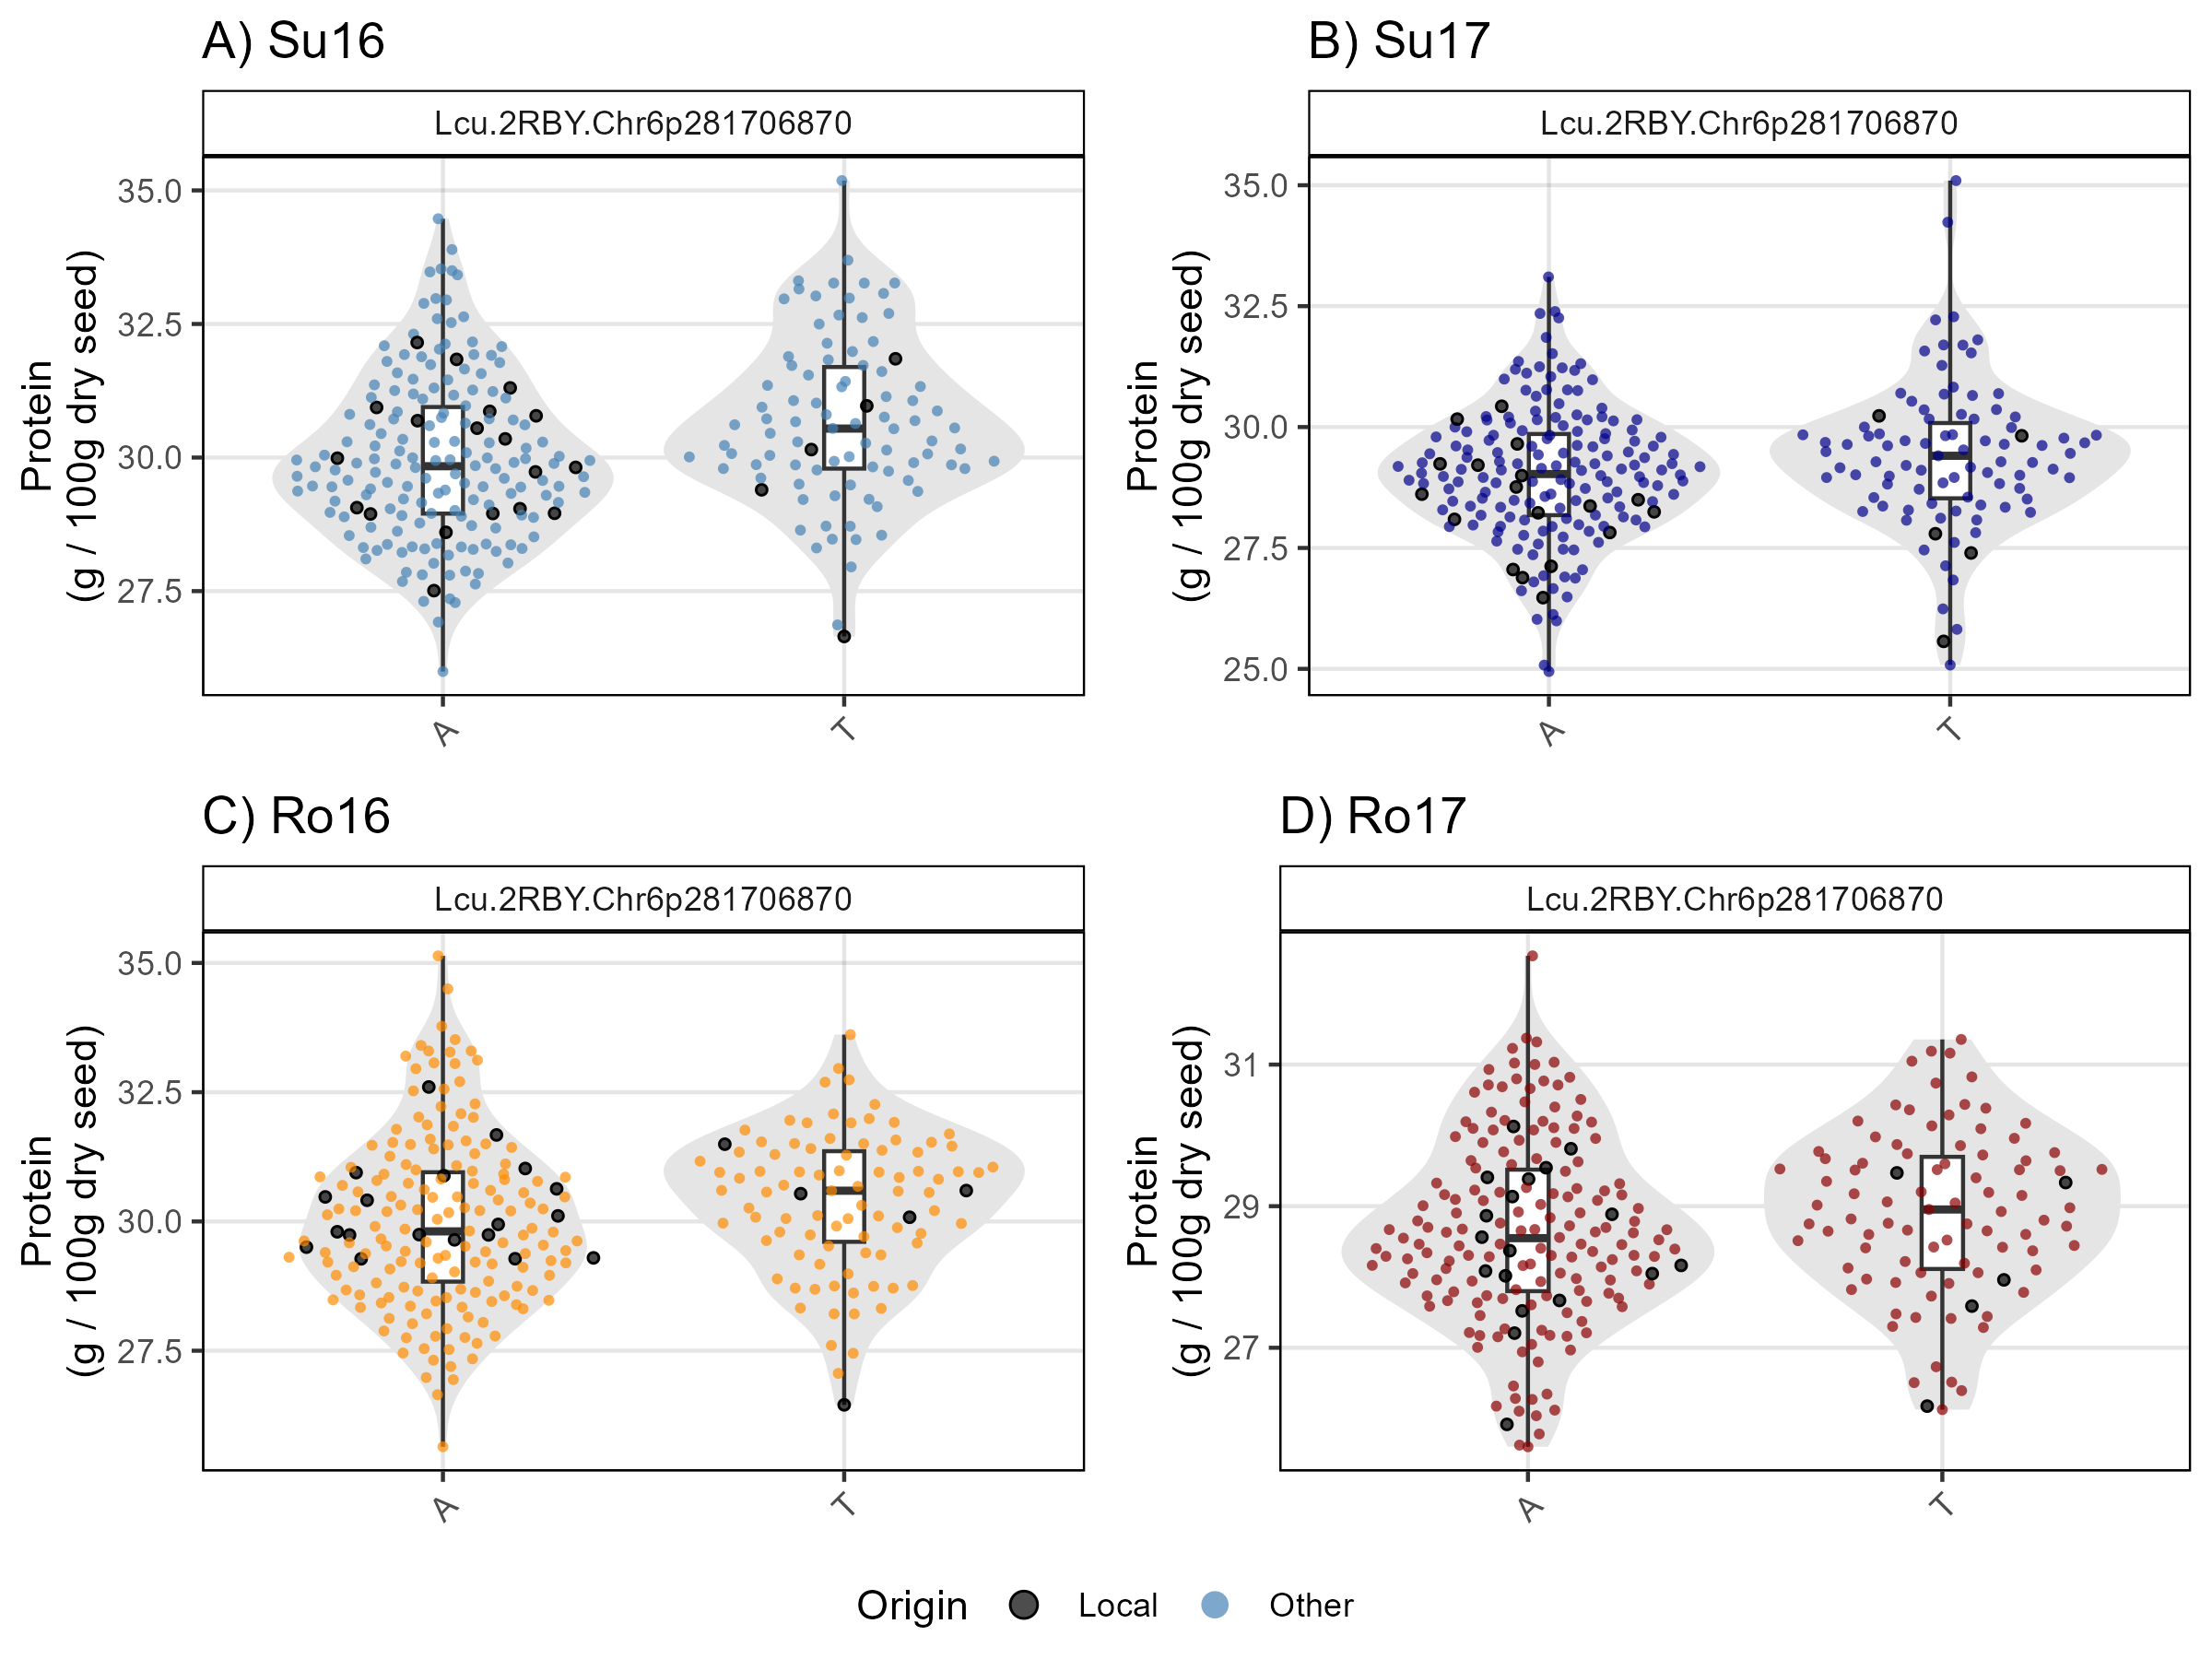 A) Su16
Lcu.2RBY.Chr6p281706870
Protein
(g / 100g dry seed)
35.0
32.5
30.0
27.5
A
T
B) Su17
Lcu.2RBY.Chr6p281706870
Protein
(g / 100g dry seed)
35.0
32.5
30.0
27.5
25.0
A
T
C) Ro16
Lcu.2RBY.Chr6p281706870
Protein
(g / 100g dry seed)
35.0
32.5
30.0
27.5
A
T
D) Ro17
Lcu.2RBY.Chr6p281706870
Protein
(g / 100g dry seed)
31
29
27
A
T
Origin Local Other